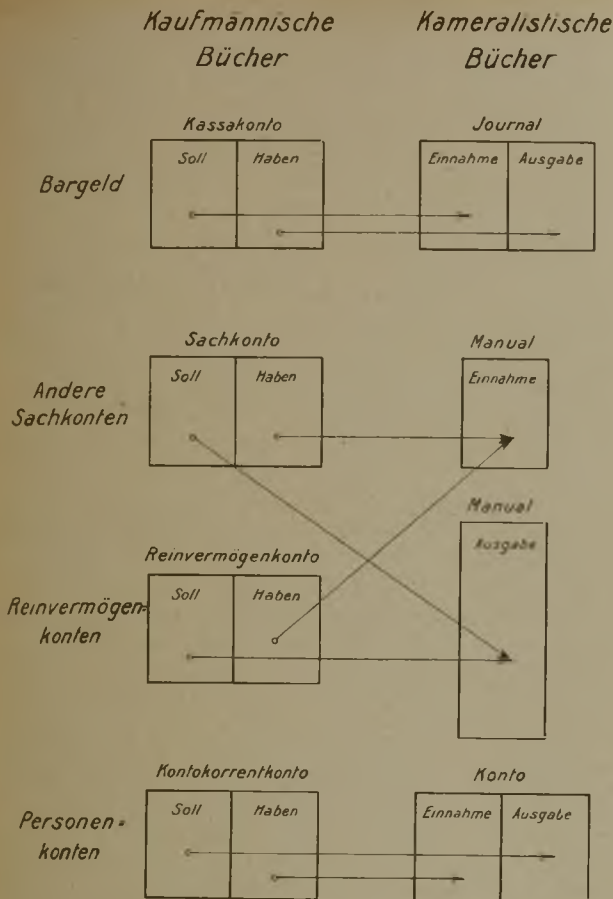 Kaufmännische
Bücher
Kameralistische
Bücher
Kassakonto
Journal
Soll
Haben
Einnahme
Ausgabe
Bargeld
Sachkonto
Manual
Soll
Haben
Einnahme
Andere
Sachkonten
Manual
Ausgabe
Reinvermögenkonto
Soll
Haben
Reinvermögen=
konten
Kontokorrentkonto
Konto
Soll
Haben
Einnahme
Ausgabe
Personen=
konten